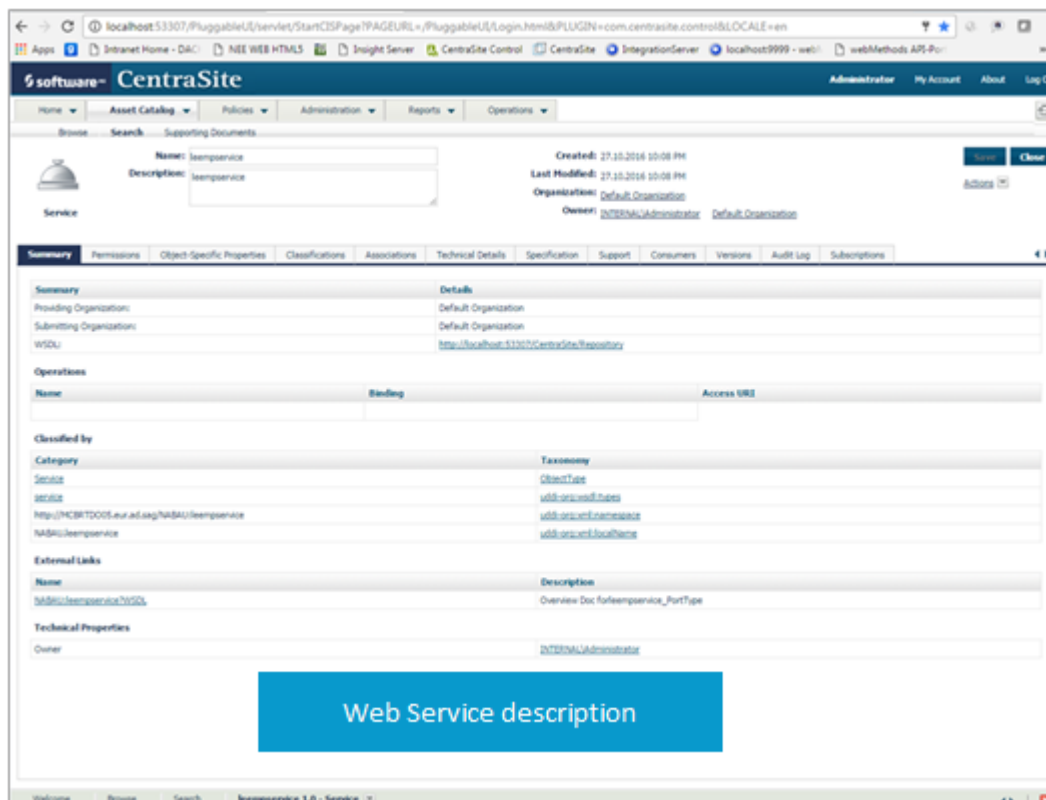 localhost:53307/PluggableUI/servlet/StartCISPage?PAGEURL=/PluggableUI/Login.html&PLUGIN=com.centrasite.control&LOCALE=en
Apps Intranet Home - DAC NEE WEB HTML5 Insight Server CentraSite Control CentraSite IntegrationServer localhost:9999 - web webMethods API-Por
software CentraSite Administrator My Account About Log
Home Asset Catalog Policies Administration Reports Operations
Browse Search Supporting Documents
Name: leempservice Created: 27.10.2016 10:08 PM Save Close
Description: leempservice Last Modified: 27.10.2016 10:08 PM Actions
Organization: Default Organization
Service Owner: INTERNAL\Administrator Default Organization
Summary Permissions Object-Specific Properties Classifications Associations Technical Details Specification Support Consumers Versions Audit Log Subscriptions
Summary Details
Providing Organization: Default Organization
Submitting Organization: Default Organization
WSDL: http://localhost:53307/CentraSite/Repository
Operations
Name Binding Access URI
Classified by
Category Taxonomy
Service ObjectType
service uddi-org:wsdl:types
http://MCBRTDO05.eur.ad.sag/NABAU/leempservice uddi-org:xml:namespace
NABAU:leempservice uddi-org:xml:localName
External Links
Name Description
NABAU:leempservice?WSDL Overview Doc forleempservice_PortType
Technical Properties
Owner INTERNAL\Administrator
Web Service description
Welcome Browse Search leempservice 1.0 - Service